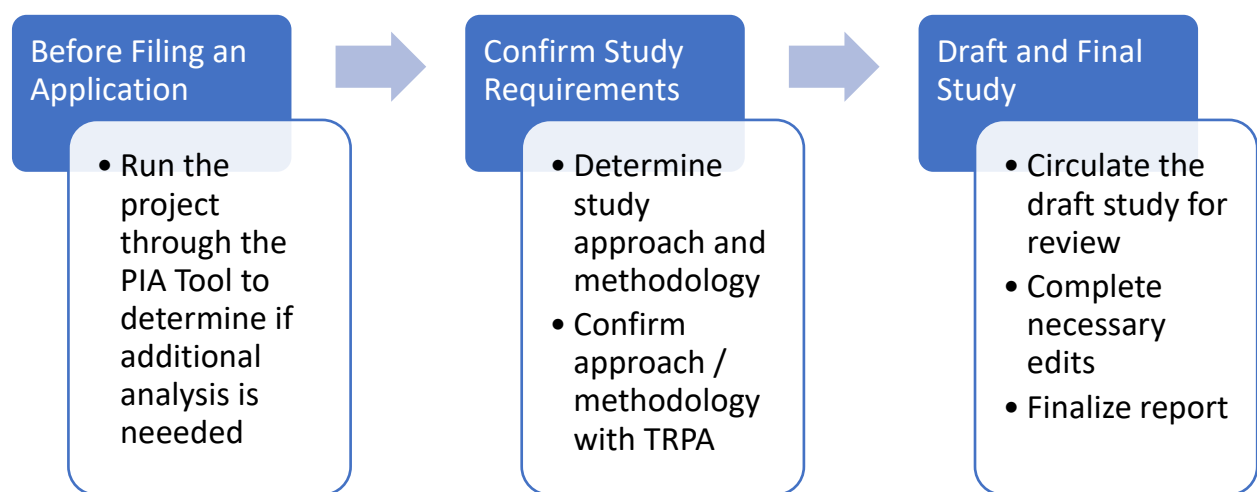 Before Filing an
Application
• Run the
project
through the
PIA Tool to
determine if
additional
analysis is
neeeded
Confirm Study
Requirements
• Determine
study
approach and
methodology
• Confirm
approach /
methodology
with TRPA
Draft and Final
Study
• Circulate the
draft study for
review
• Complete
necessary
edits
• Finalize report